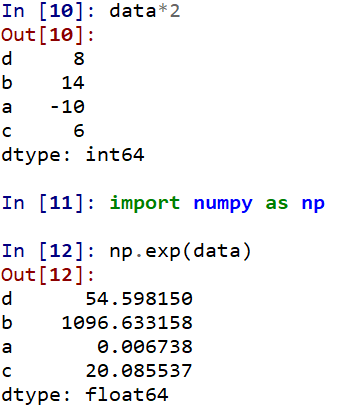 In [10]: data*2
Out[10]:
d     8
b    14
a   -10
c     6
dtype: int64
In [11]: import numpy as np
In [12]: np.exp(data)
Out[12]:
d      54.598150
b    1096.633158
a       0.006738
c      20.085537
dtype: float64